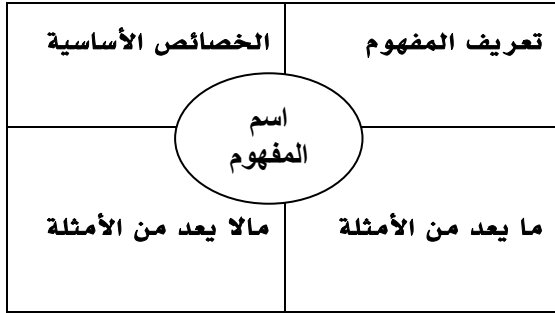 تعريف المفهوم
الخصائص الأساسية
اسم
المفهوم
ما يعد من الأمثلة
مالا يعد من الأمثلة